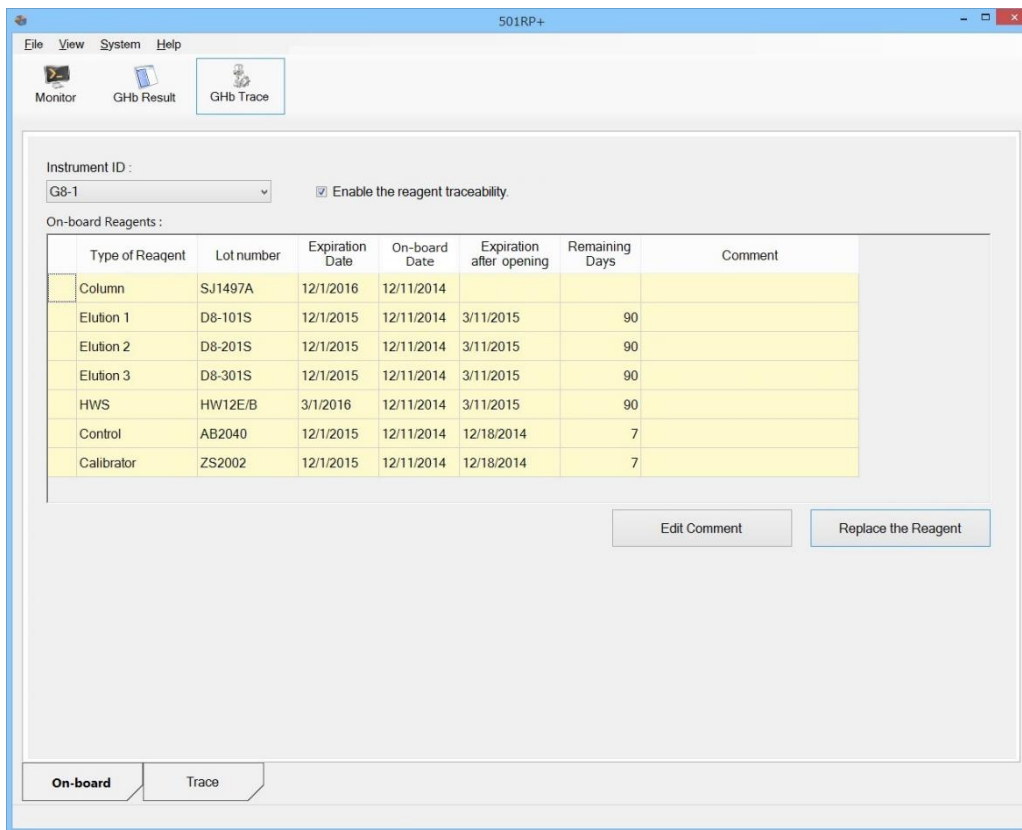 501RP+
File View System Help
Monitor GHb Result GHb Trace
Instrument ID :
G8-1 Enable the reagent traceability.
On-board Reagents :
Type of Reagent Lot number Expiration Date On-board Date Expiration after opening Remaining Days Comment
Column SJ1497A 12/1/2016 12/11/2014
Elution 1 D8-101S 12/1/2015 12/11/2014 3/11/2015 90
Elution 2 D8-201S 12/1/2015 12/11/2014 3/11/2015 90
Elution 3 D8-301S 12/1/2015 12/11/2014 3/11/2015 90
HWS HW12E/B 3/1/2016 12/11/2014 3/11/2015 90
Control AB2040 12/1/2015 12/11/2014 12/18/2014 7
Calibrator ZS2002 12/1/2015 12/11/2014 12/18/2014 7
Edit Comment Replace the Reagent
On-board Trace